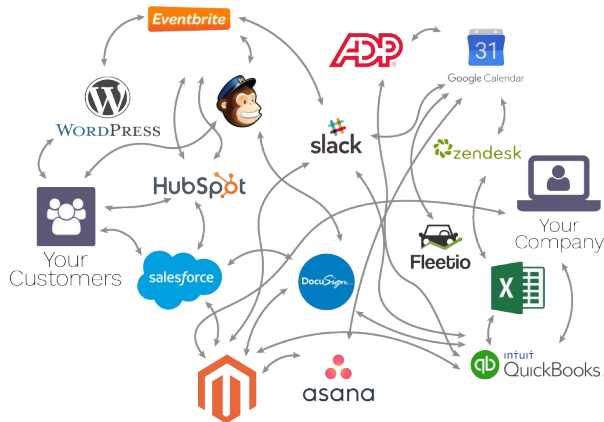 Eventbrite
ADP
31
Google Calendar
WORDPRESS
slack
zendesk
HubSpot
Your
Customers
Your
Company
Fleetio
salesforce
DocuSign
X
intuit
qb
QuickBooks.
asana